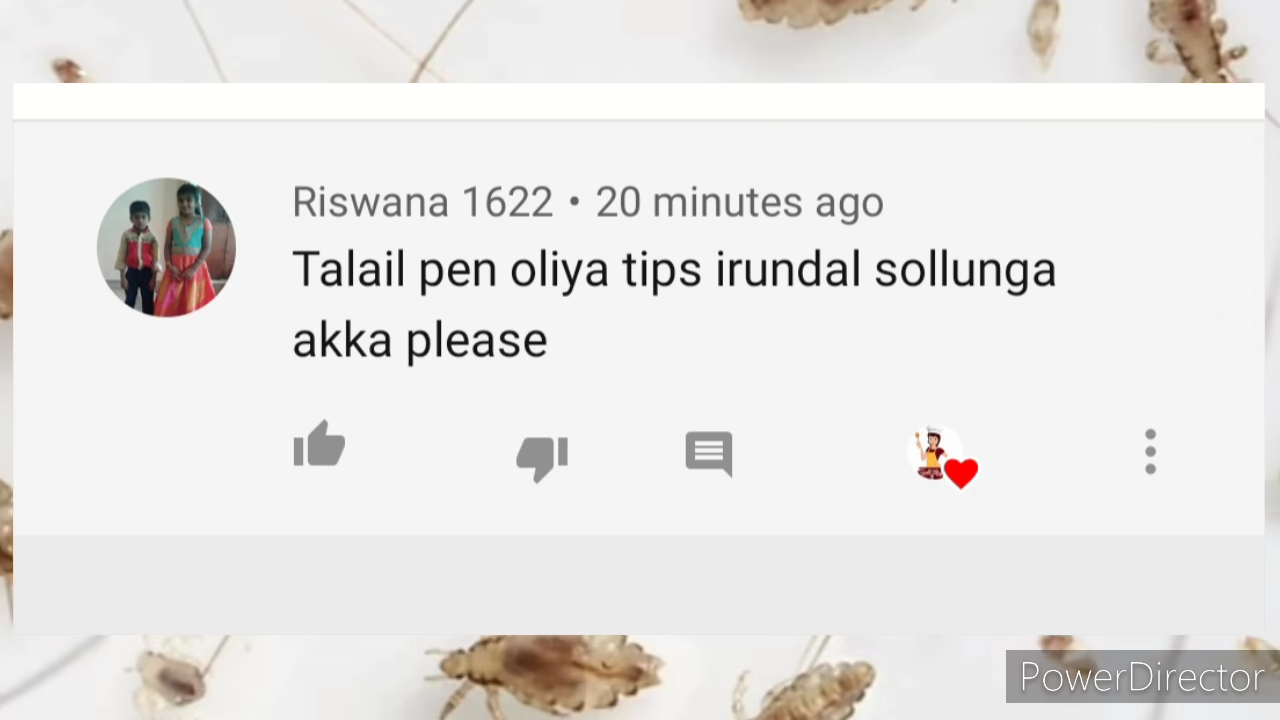 Riswana 1622 • 20 minutes ago
Talail pen oliya tips irundal sollunga
akka please
PowerDirector